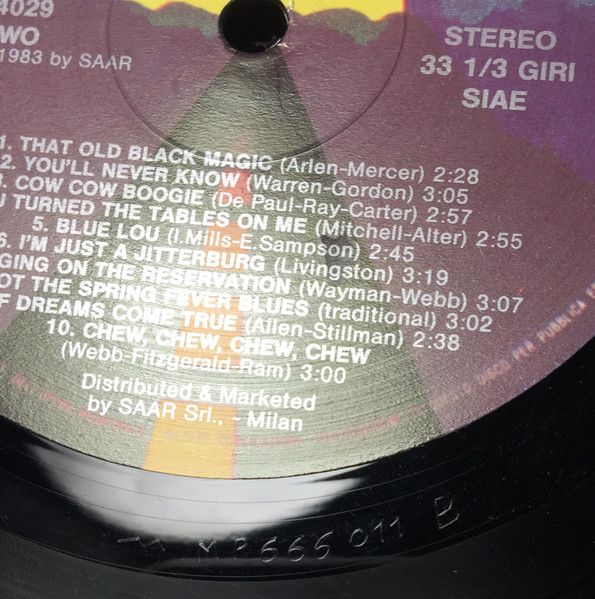 4029
STEREO
WO
33 1/3 GIRI
1983 by SAAR
SIAE
1. THAT OLD BLACK MAGIC (Arlen-Mercer) 2:28
2. YOU'LL NEVER KNOW (Warren-Gordon) 3:05
COW COW BOOGIE (De Paul-Ray-Carter) 2:57
U TURNED THE TABLES ON ME (Mitchell-Alter) 2:55
5. BLUE LOU (I.Mills-E.Sampson) 2:45
6. I'M JUST A JITTERBURG (Livingston) 3:19
GING ON THE RESERVATION (Wayman-Webb) 3:07
OT THE SPRING FEVER BLUES (traditional) 3:02
F DREAMS COME TRUE (Allen-Stillman) 2:38
10. CHEW, CHEW, CHEW, CHEW
(Webb-Fitzgerald-Ram) 3:00
Distributed & Marketed
by SAAR Srl., - Milan
DISCO PER PUBBLICA
666011 B